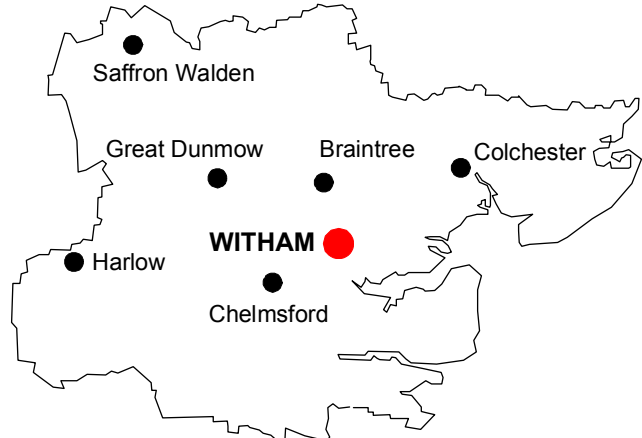 Saffron Walden
Great Dunmow
Braintree
Colchester
WITHAM
Harlow
Chelmsford